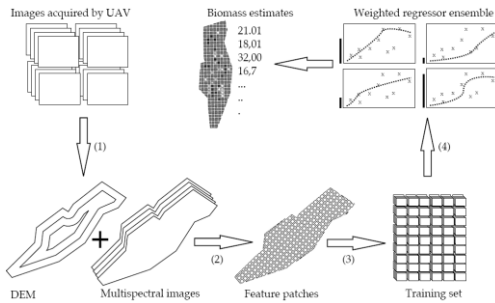 Images acquired by UAV
Biomass estimates
Weighted regressor ensemble
21,01
18,01
32,00
16,7
...
..
.
(1)
(4)
(2)
(3)
DEM
Multispectral images
Feature patches
Training set